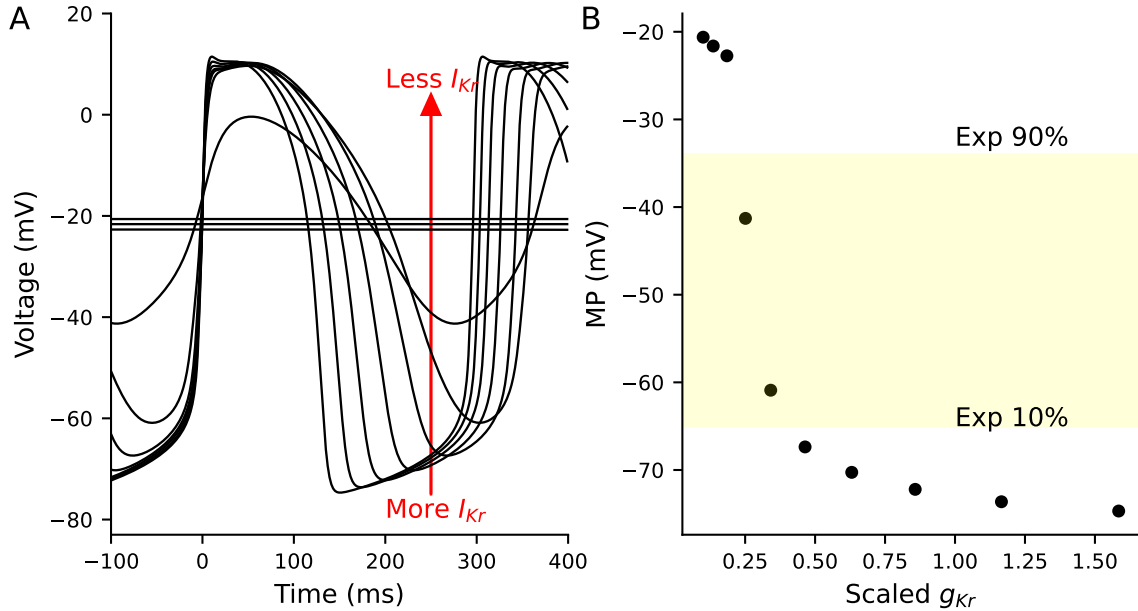 A
20
0
−20
−40
−60
−80
−100
0
100
200
300
400
Voltage (mV)
Time (ms)
Less I_Kr
More I_Kr
B
−20
−30
−40
−50
−60
−70
0.25
0.50
0.75
1.00
1.25
1.50
MP (mV)
Scaled g_Kr
Exp 90%
Exp 10%